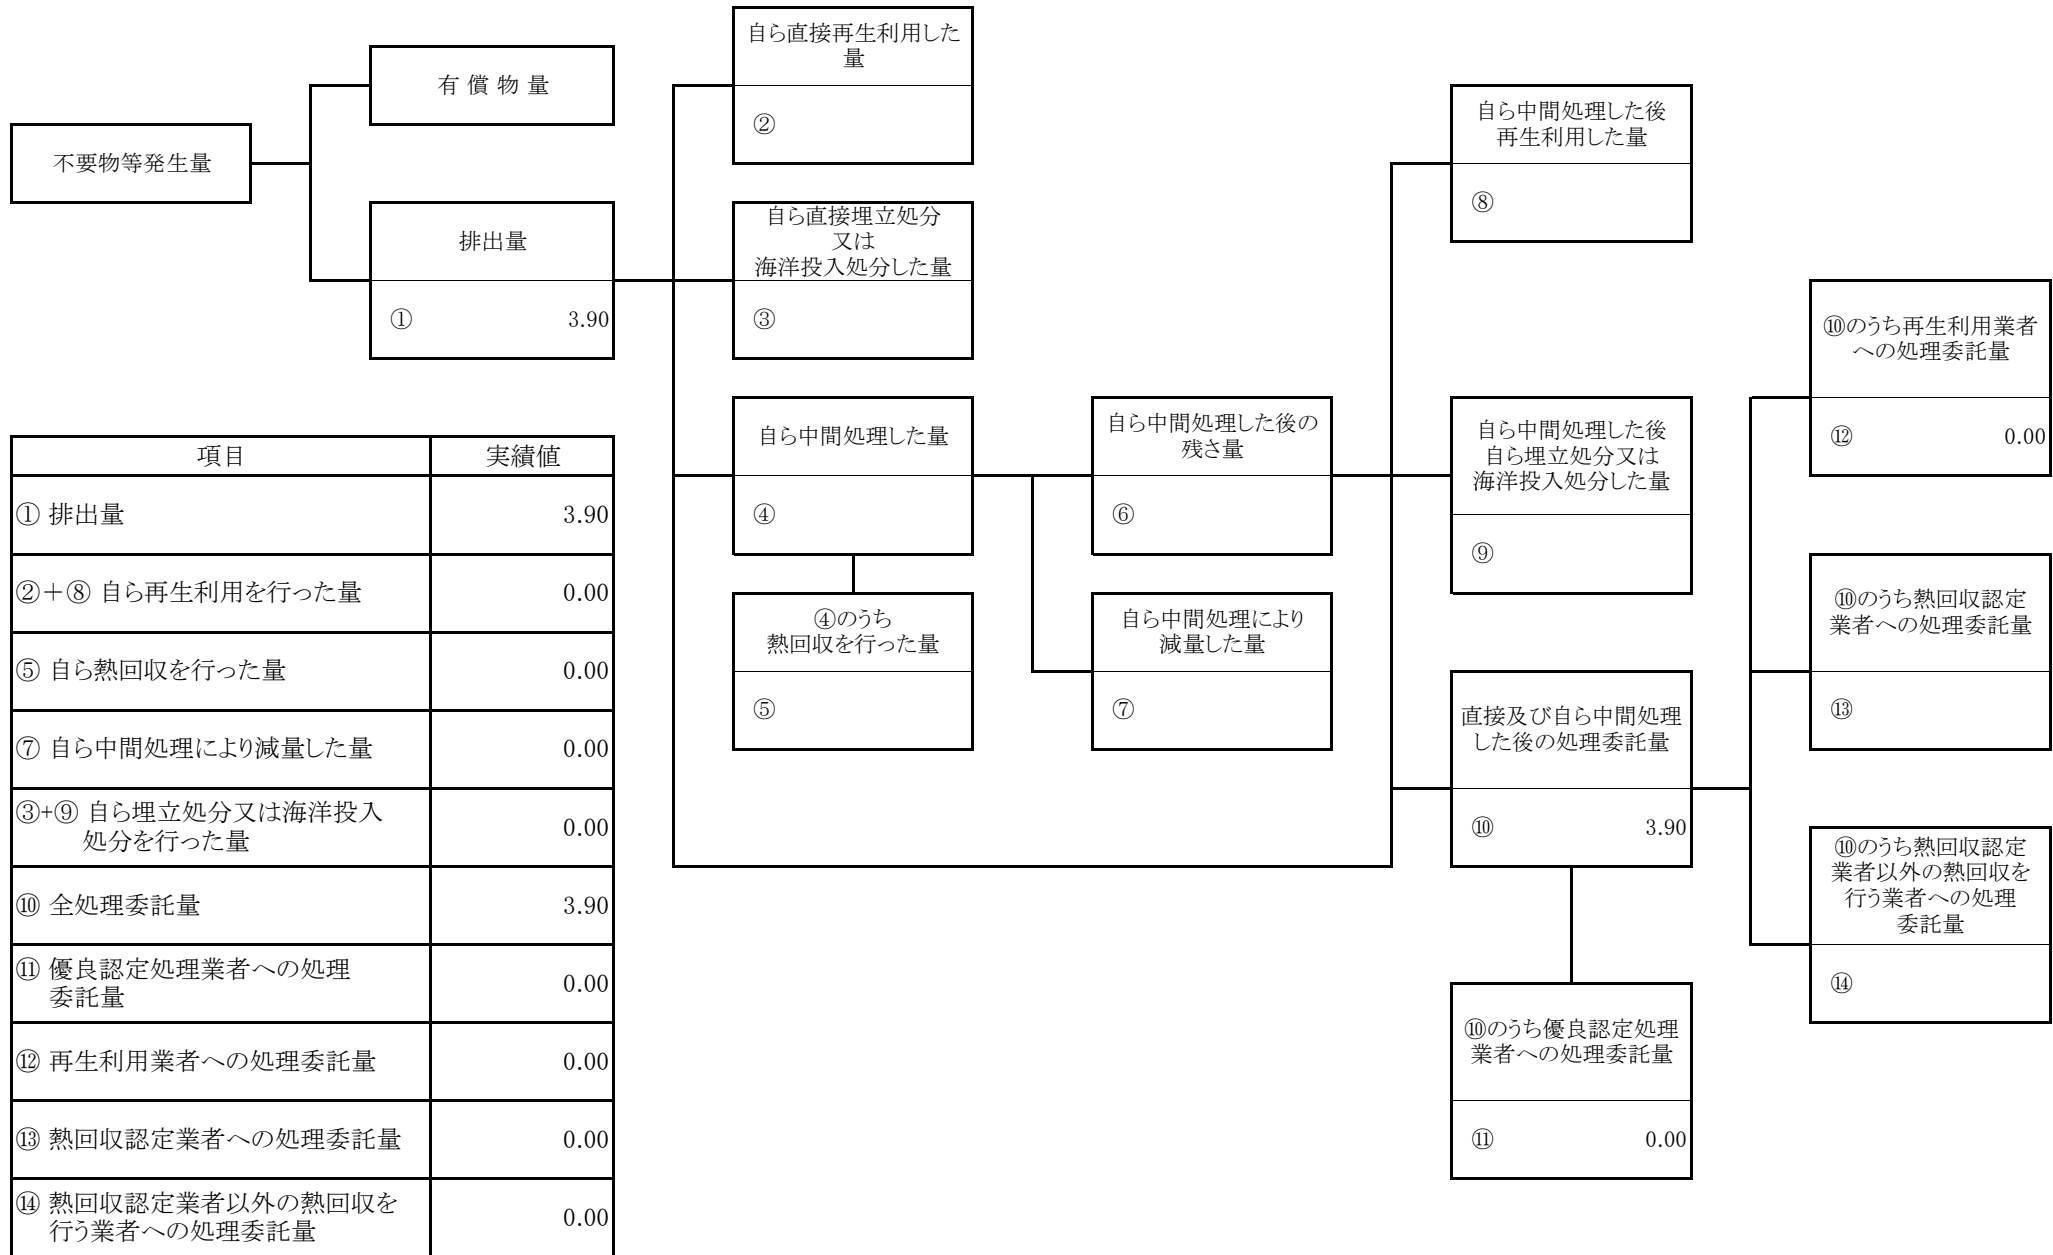 不要物等発生量
有償物量
排出量
① 3.90
自ら直接再生利用した
量
②
自ら直接埋立処分
又は
海洋投入処分した量
③
自ら中間処理した量
④
④のうち
熱回収を行った量
⑤
自ら中間処理した後の
残さ量
⑥
自ら中間処理により
減量した量
⑦
自ら中間処理した後
再生利用した量
⑧
自ら中間処理した後
自ら埋立処分又は
海洋投入処分した量
⑨
直接及び自ら中間処理
した後の処理委託量
⑩ 3.90
⑩のうち優良認定処理
業者への処理委託量
⑪ 0.00
⑩のうち再生利用業者
への処理委託量
⑫ 0.00
⑩のうち熱回収認定
業者への処理委託量
⑬
⑩のうち熱回収認定
業者以外の熱回収を
行う業者への処理
委託量
⑭
項目 実績値
① 排出量 3.90
②+⑧ 自ら再生利用を行った量 0.00
⑤ 自ら熱回収を行った量 0.00
⑦ 自ら中間処理により減量した量 0.00
③+⑨ 自ら埋立処分又は海洋投入
処分を行った量 0.00
⑩ 全処理委託量 3.90
⑪ 優良認定処理業者への処理
委託量 0.00
⑫ 再生利用業者への処理委託量 0.00
⑬ 熱回収認定業者への処理委託量 0.00
⑭ 熱回収認定業者以外の熱回収を
行う業者への処理委託量 0.00